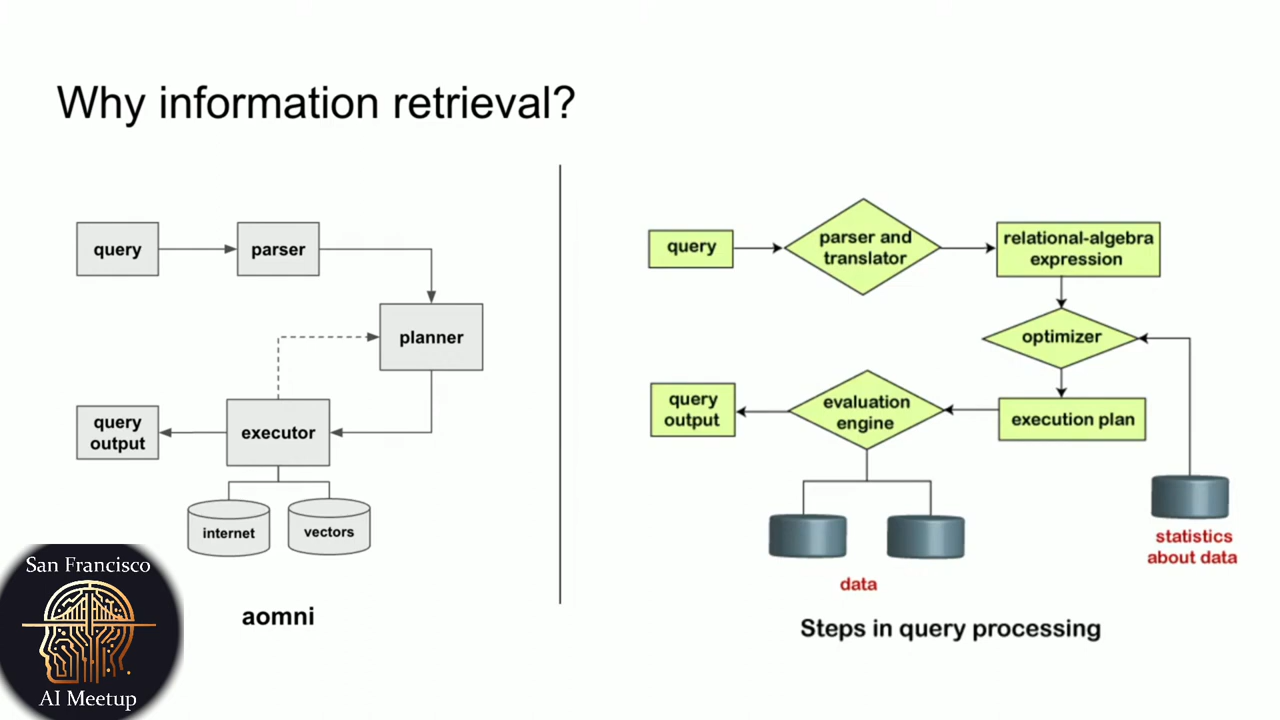 Why information retrieval?
query
parser
planner
executor
query
output
internet
vectors
aomni
query
parser and
translator
relational-algebra
expression
optimizer
execution plan
evaluation
engine
query
output
data
statistics
about data
Steps in query processing
San Francisco
AI Meetup